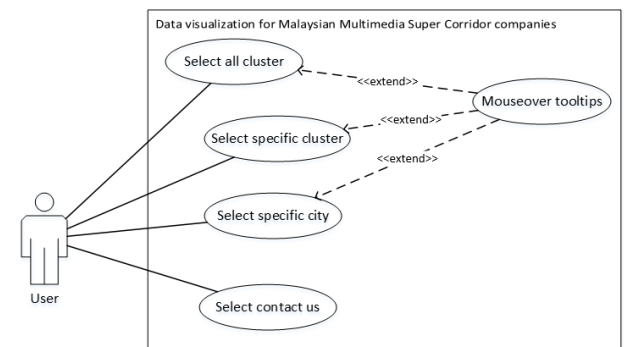 Data visualization for Malaysian Multimedia Super Corridor companies
Select all cluster
<<extend>>
Mouseover tooltips
<<extend>>
Select specific cluster
<<extend>>
Select specific city
User
Select contact us